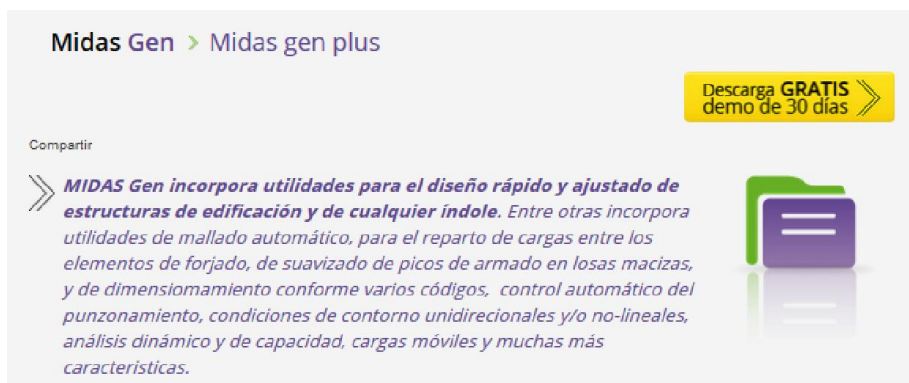 Midas Gen > Midas gen plus
Descarga GRATIS
demo de 30 días
Compartir
MIDAS Gen incorpora utilidades para el diseño rápido y ajustado de
estructuras de edificación y de cualquier índole. Entre otras incorpora
utilidades de mallado automático, para el reparto de cargas entre los
elementos de forjado, de suavizado de picos de armado en losas macizas,
y de dimensiomamiento conforme varios códigos, control automático del
punzonamiento, condiciones de contorno unidirecionales y/o no-lineales,
análisis dinámico y de capacidad, cargas móviles y muchas más
caracteristicas.